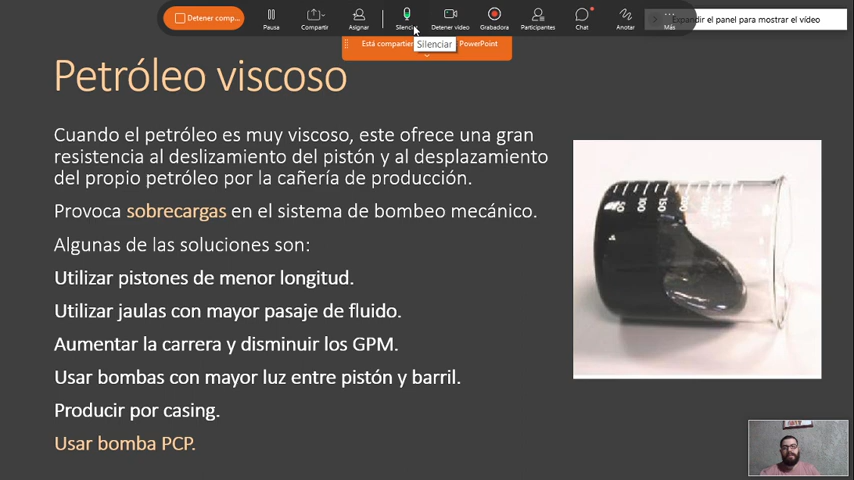 Detener comp...
Pausa
Compartir
Asignar
Silenciar
Detener video
Grabadora
Participantes
Chat
Anotar
Más
Expandir el panel para mostrar el vídeo
Está compartie
Silenciar
PowerPoint
Petróleo viscoso
Cuando el petróleo es muy viscoso, este ofrece una gran
resistencia al deslizamiento del pistón y al desplazamiento
del propio petróleo por la cañería de producción.
Provoca sobrecargas en el sistema de bombeo mecánico.
Algunas de las soluciones son:
Utilizar pistones de menor longitud.
Utilizar jaulas con mayor pasaje de fluido.
Aumentar la carrera y disminuir los GPM.
Usar bombas con mayor luz entre pistón y barril.
Producir por casing.
Usar bomba PCP.
50
100
150